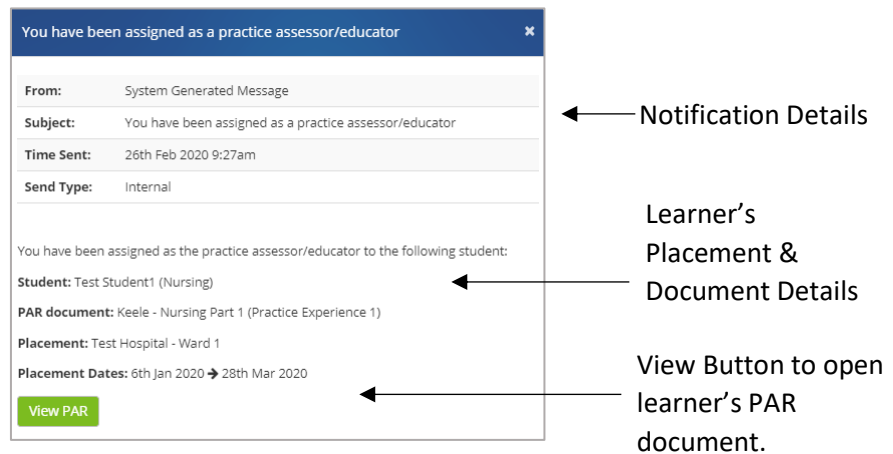 You have been assigned as a practice assessor/educator ×
From: System Generated Message
Subject: You have been assigned as a practice assessor/educator
Time Sent: 26th Feb 2020 9:27am
Send Type: Internal
You have been assigned as the practice assessor/educator to the following student:
Student: Test Student1 (Nursing)
PAR document: Keele - Nursing Part 1 (Practice Experience 1)
Placement: Test Hospital - Ward 1
Placement Dates: 6th Jan 2020 → 28th Mar 2020
View PAR
Notification Details
Learner’s
Placement &
Document Details
View Button to open
learner’s PAR
document.